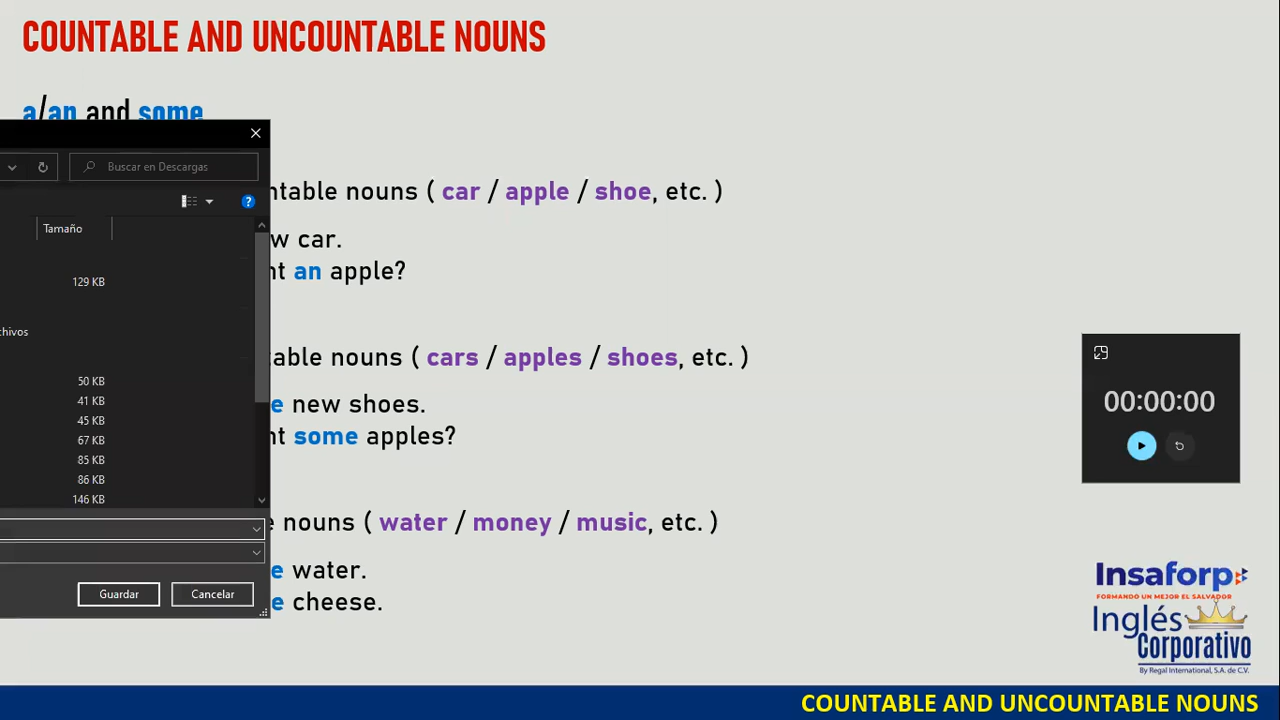 COUNTABLE AND UNCOUNTABLE NOUNS
a/an and some
Buscar en Descargas
ntable nouns ( car / apple / shoe, etc. )
Tamaño
w car.
nt an apple?
129 KB
chivos
table nouns ( cars / apples / shoes, etc. )
50 KB
41 KB
e new shoes.
00:00:00
45 KB
nt some apples?
67 KB
85 KB
86 KB
146 KB
e nouns ( water / money / music, etc. )
e water.
Guardar Cancelar
e cheese.
Insaforp
FORMANDO UN MEJOR EL SALVADOR
Inglés
Corporativo
By Regal International, S.A. de C.V.
COUNTABLE AND UNCOUNTABLE NOUNS